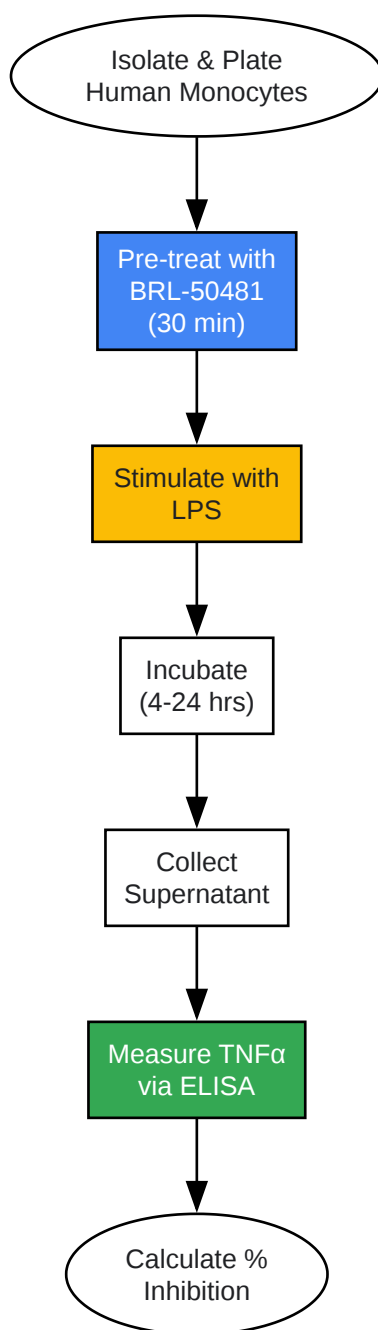 Isolate & Plate
Human Monocytes
Pre-treat with
BRL-50481
(30 min)
Stimulate with
LPS
Incubate
(4-24 hrs)
Collect
Supernatant
Measure TNFα
via ELISA
Calculate %
Inhibition